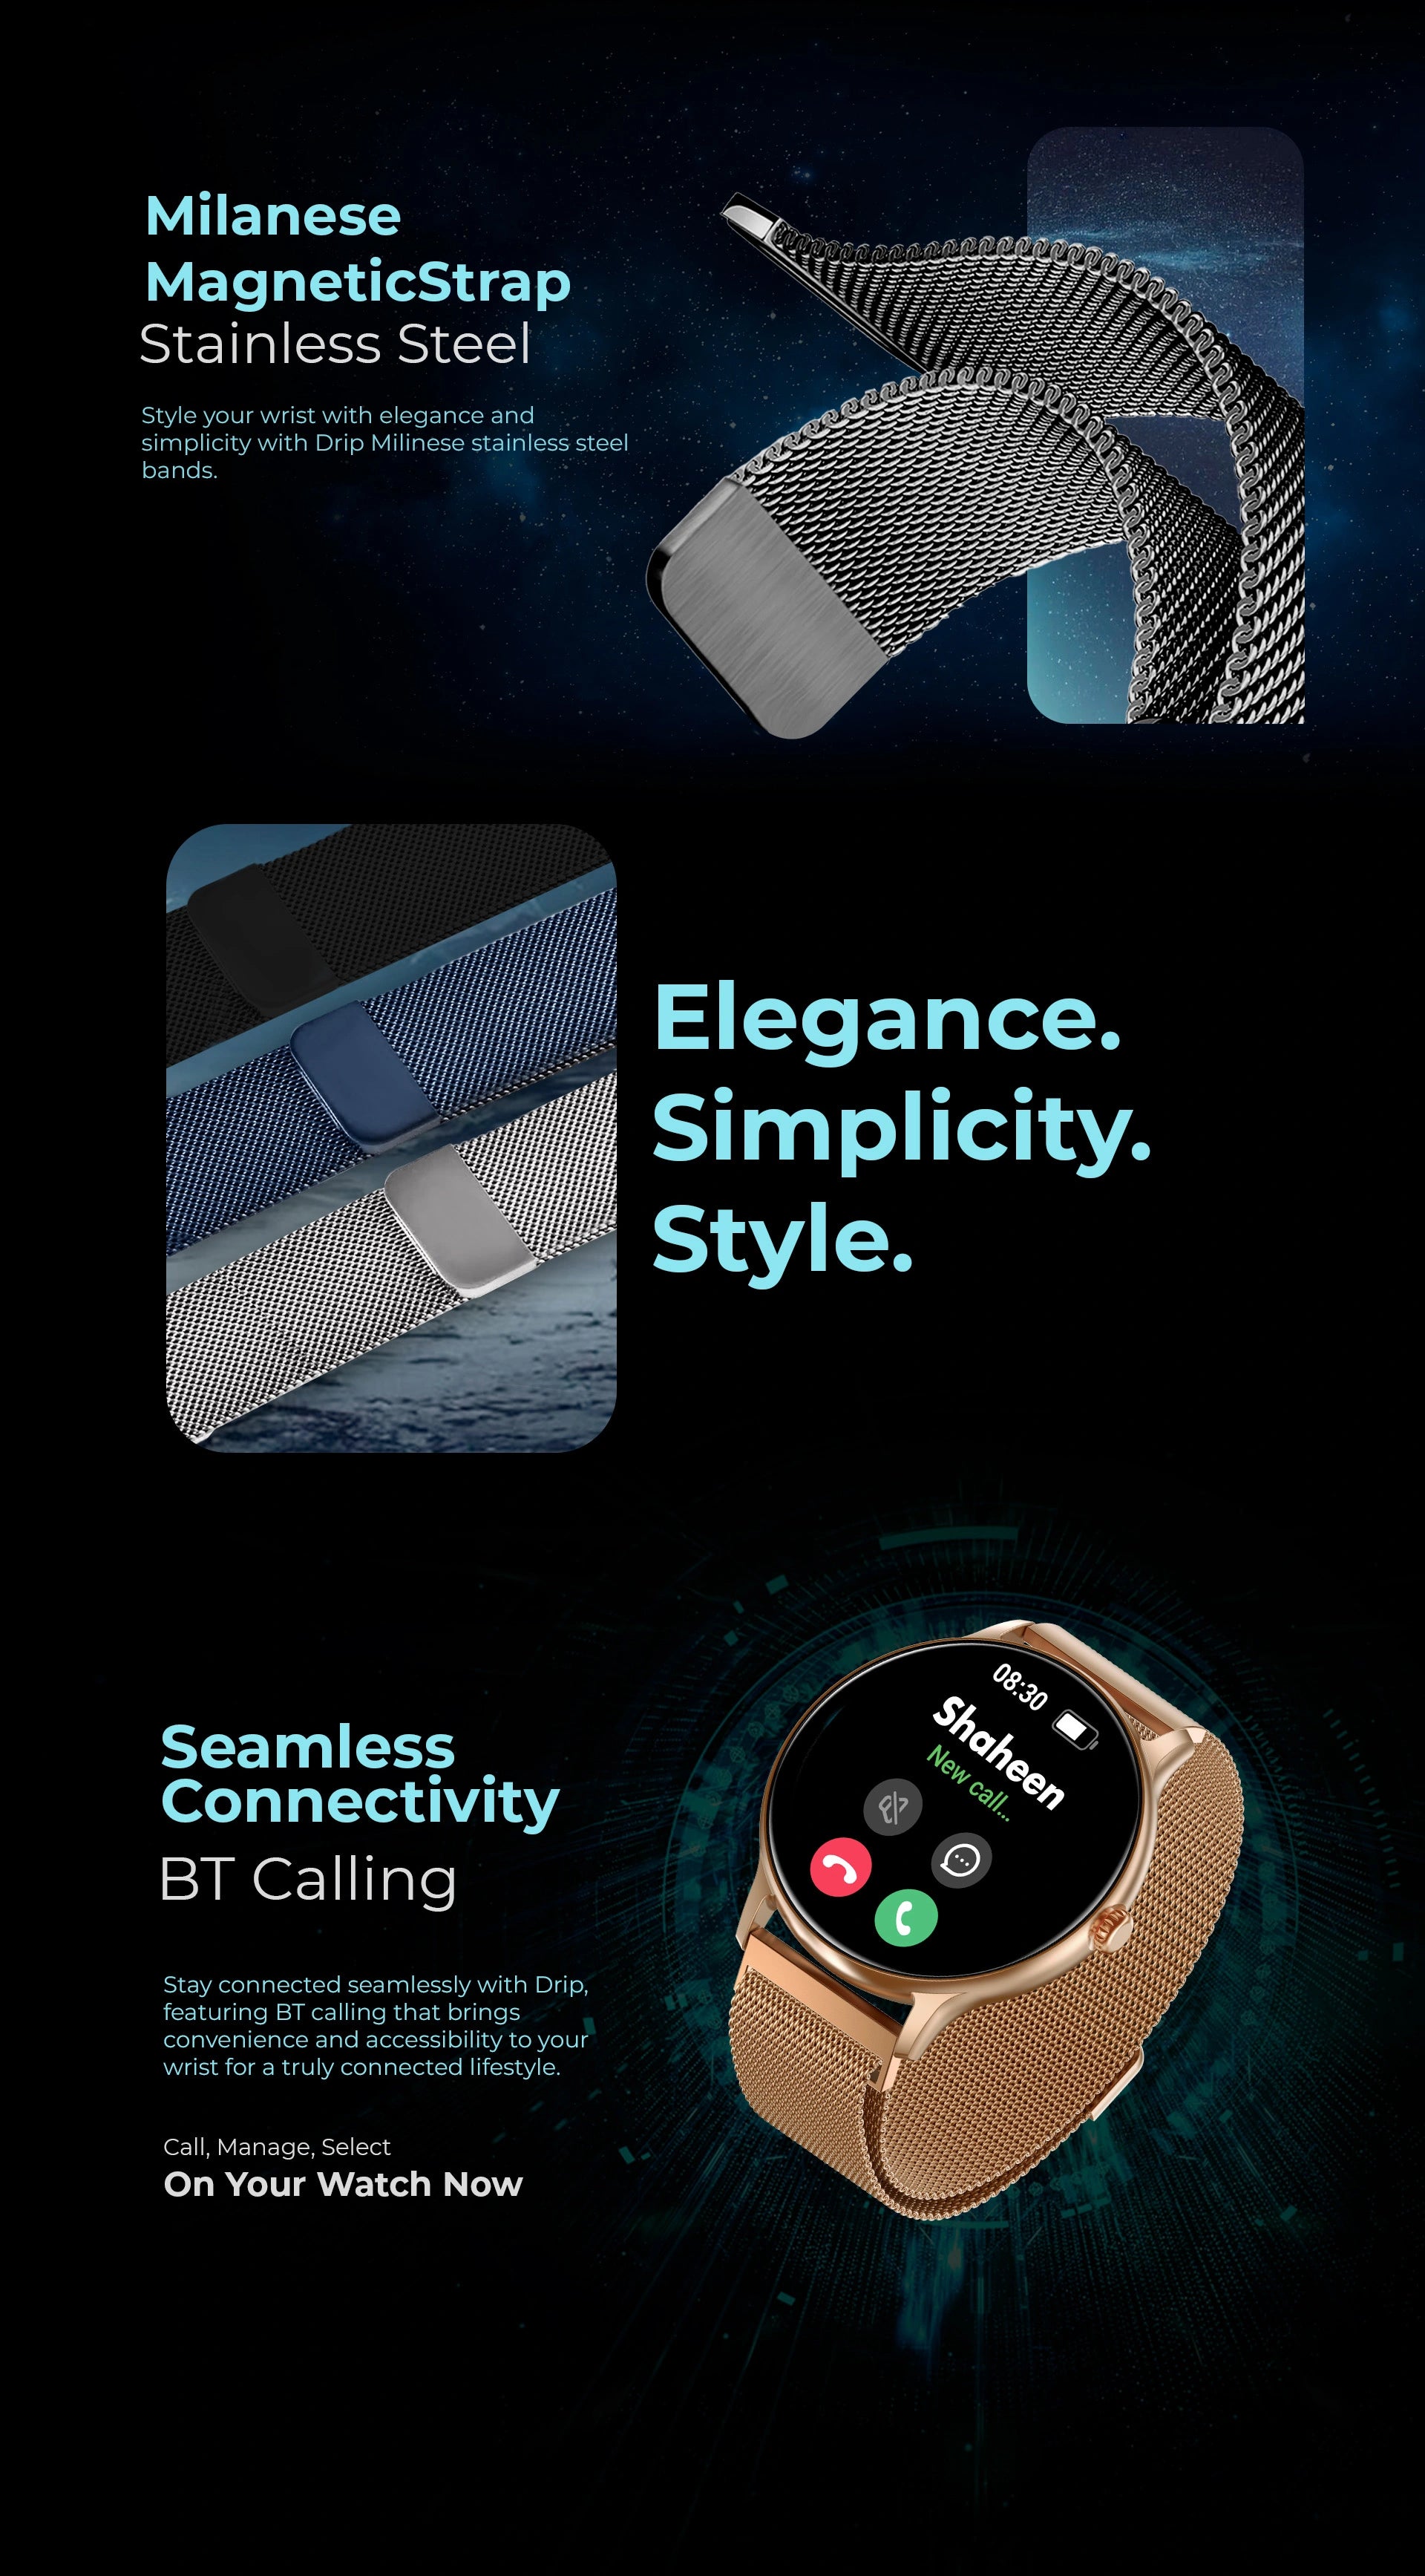 Milanese
MagneticStrap
Stainless Steel
Style your wrist with elegance and
simplicity with Drip Milinese stainless steel
bands.
Elegance.
Simplicity.
Style.
08:30
Shaheen
New call...
Seamless
Connectivity
BT Calling
Stay connected seamlessly with Drip,
featuring BT calling that brings
convenience and accessibility to your
wrist for a truly connected lifestyle.
Call, Manage, Select
On Your Watch Now